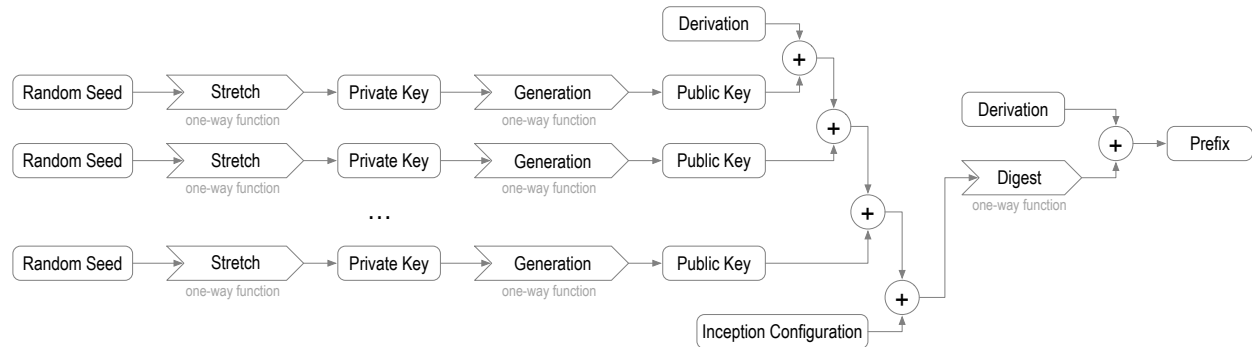 Derivation
+
Random Seed Stretch Private Key Generation Public Key
one-way function one-way function
Derivation
+
Random Seed Stretch Private Key Generation Public Key
one-way function one-way function
+ Prefix
Digest
one-way function
...
+
Random Seed Stretch Private Key Generation Public Key
one-way function one-way function
+
Inception Configuration